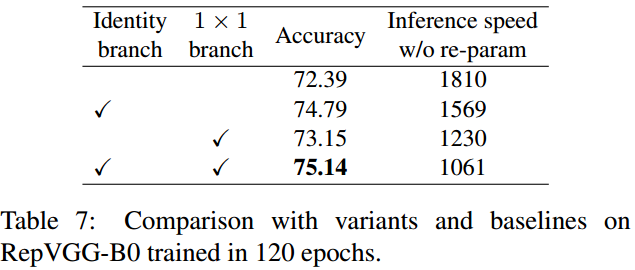 Identity 1 × 1 Accuracy Inference speed
branch branch w/o re-param
72.39 1810
✓ 74.79 1569
✓ 73.15 1230
✓ ✓ 75.14 1061
Table 7: Comparison with variants and baselines on
RepVGG-B0 trained in 120 epochs.